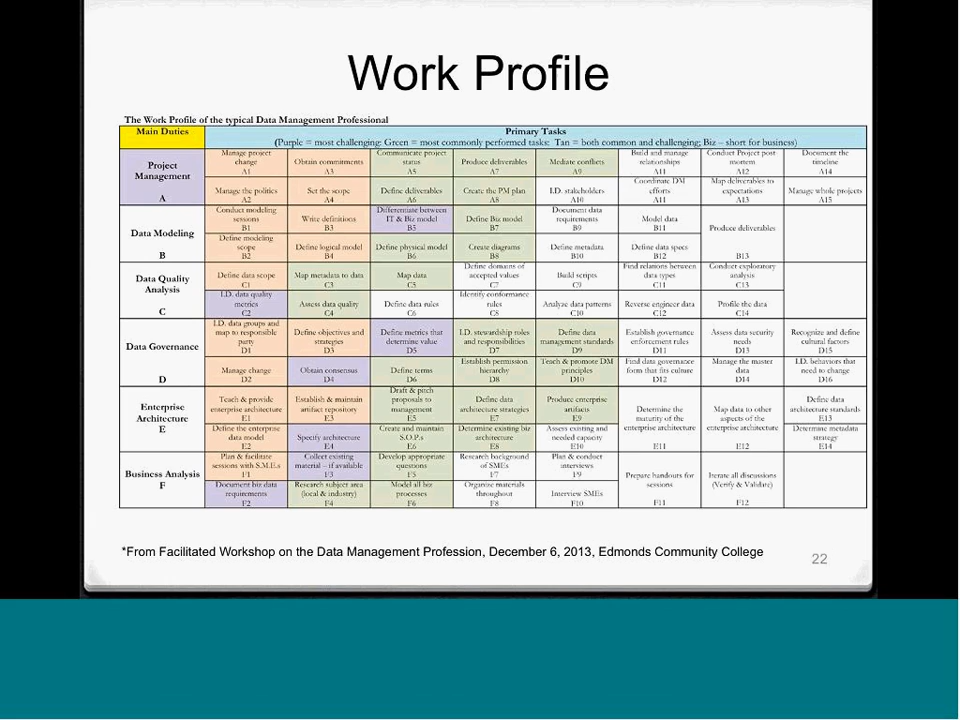 Work Profile
The Work Profile of the typical Data Management Professional
Main Duties
Primary Tasks
(Purple = most challenging; Green = most commonly performed tasks; Tan = both common and challenging; Biz – short for business)
Project Management A
Manage project change A1
Obtain commitments A3
Communicate project status A5
Produce deliverables A7
Mediate conflicts A9
Build and manage relationships A11
Conduct Project post-mortem A12
Document the timeline A14
Manage the politics A2
Set the scope A4
Define deliverables A6
Create the PM plan A8
I.D. stakeholders A10
Coordinate DM efforts A11
Map deliverables to expectations A13
Manage whole projects A15
Data Modeling B
Conduct modeling sessions B1
Write definitions B3
Differentiate between IT & Biz model B5
Define Biz model B7
Document data requirements B9
Model data B11
Produce deliverables B13
Define modeling scope B2
Define logical model B4
Define physical model B6
Create diagrams B8
Define metadata B10
Define data specs B12
Data Quality Analysis C
Define data scope C1
Map metadata to data C3
Map data C5
Define domains of accepted values C7
Build scripts C9
Find relations between data types C11
Conduct exploratory analysis C13
I.D. data quality metrics C2
Assess data quality C4
Define data rules C6
Identify conformance rules C8
Analyze data patterns C10
Reverse engineer data C12
Profile the data C14
Data Governance D
I.D. data groups and map to responsible party D1
Define objectives and strategies D3
Define metrics that determine value D5
I.D. stewardship roles and responsibilities D7
Define data management standards D9
Establish governance enforcement rules D11
Assess data security needs D13
Recognize and define cultural factors D15
Manage change D2
Obtain consensus D4
Define terms D6
Establish permission hierarchy D8
Teach & promote DM principles D10
Find data governance form that fits culture D12
Manage the master data D14
I.D. behaviors that need to change D16
Enterprise Architecture E
Teach & provide enterprise architecture E1
Establish & maintain artifact repository E3
Draft & pitch proposals to management E5
Define data architecture strategies E7
Produce enterprise artifacts E9
Determine the maturity of the enterprise architecture E11
Map data to other aspects of the enterprise architecture E12
Define data architecture standards E13
Define the enterprise data model E2
Specify architecture E4
Create and maintain S.O.P.s E6
Determine existing biz architecture E8
Assess existing and needed capacity E10
Determine metadata strategy E14
Business Analysis F
Plan & facilitate sessions with S.M.E.s F1
Collect existing material – if available F3
Develop appropriate questions F5
Research background of SMEs F7
Plan & conduct interviews F9
Prepare handouts for sessions F11
Iterate all discussions (Verify & Validate) F12
Document biz data requirements F2
Research subject area (local & industry) F4
Model all biz processes F6
Organize materials throughout F8
Interview SMEs F10
*From Facilitated Workshop on the Data Management Profession, December 6, 2013, Edmonds Community College
22